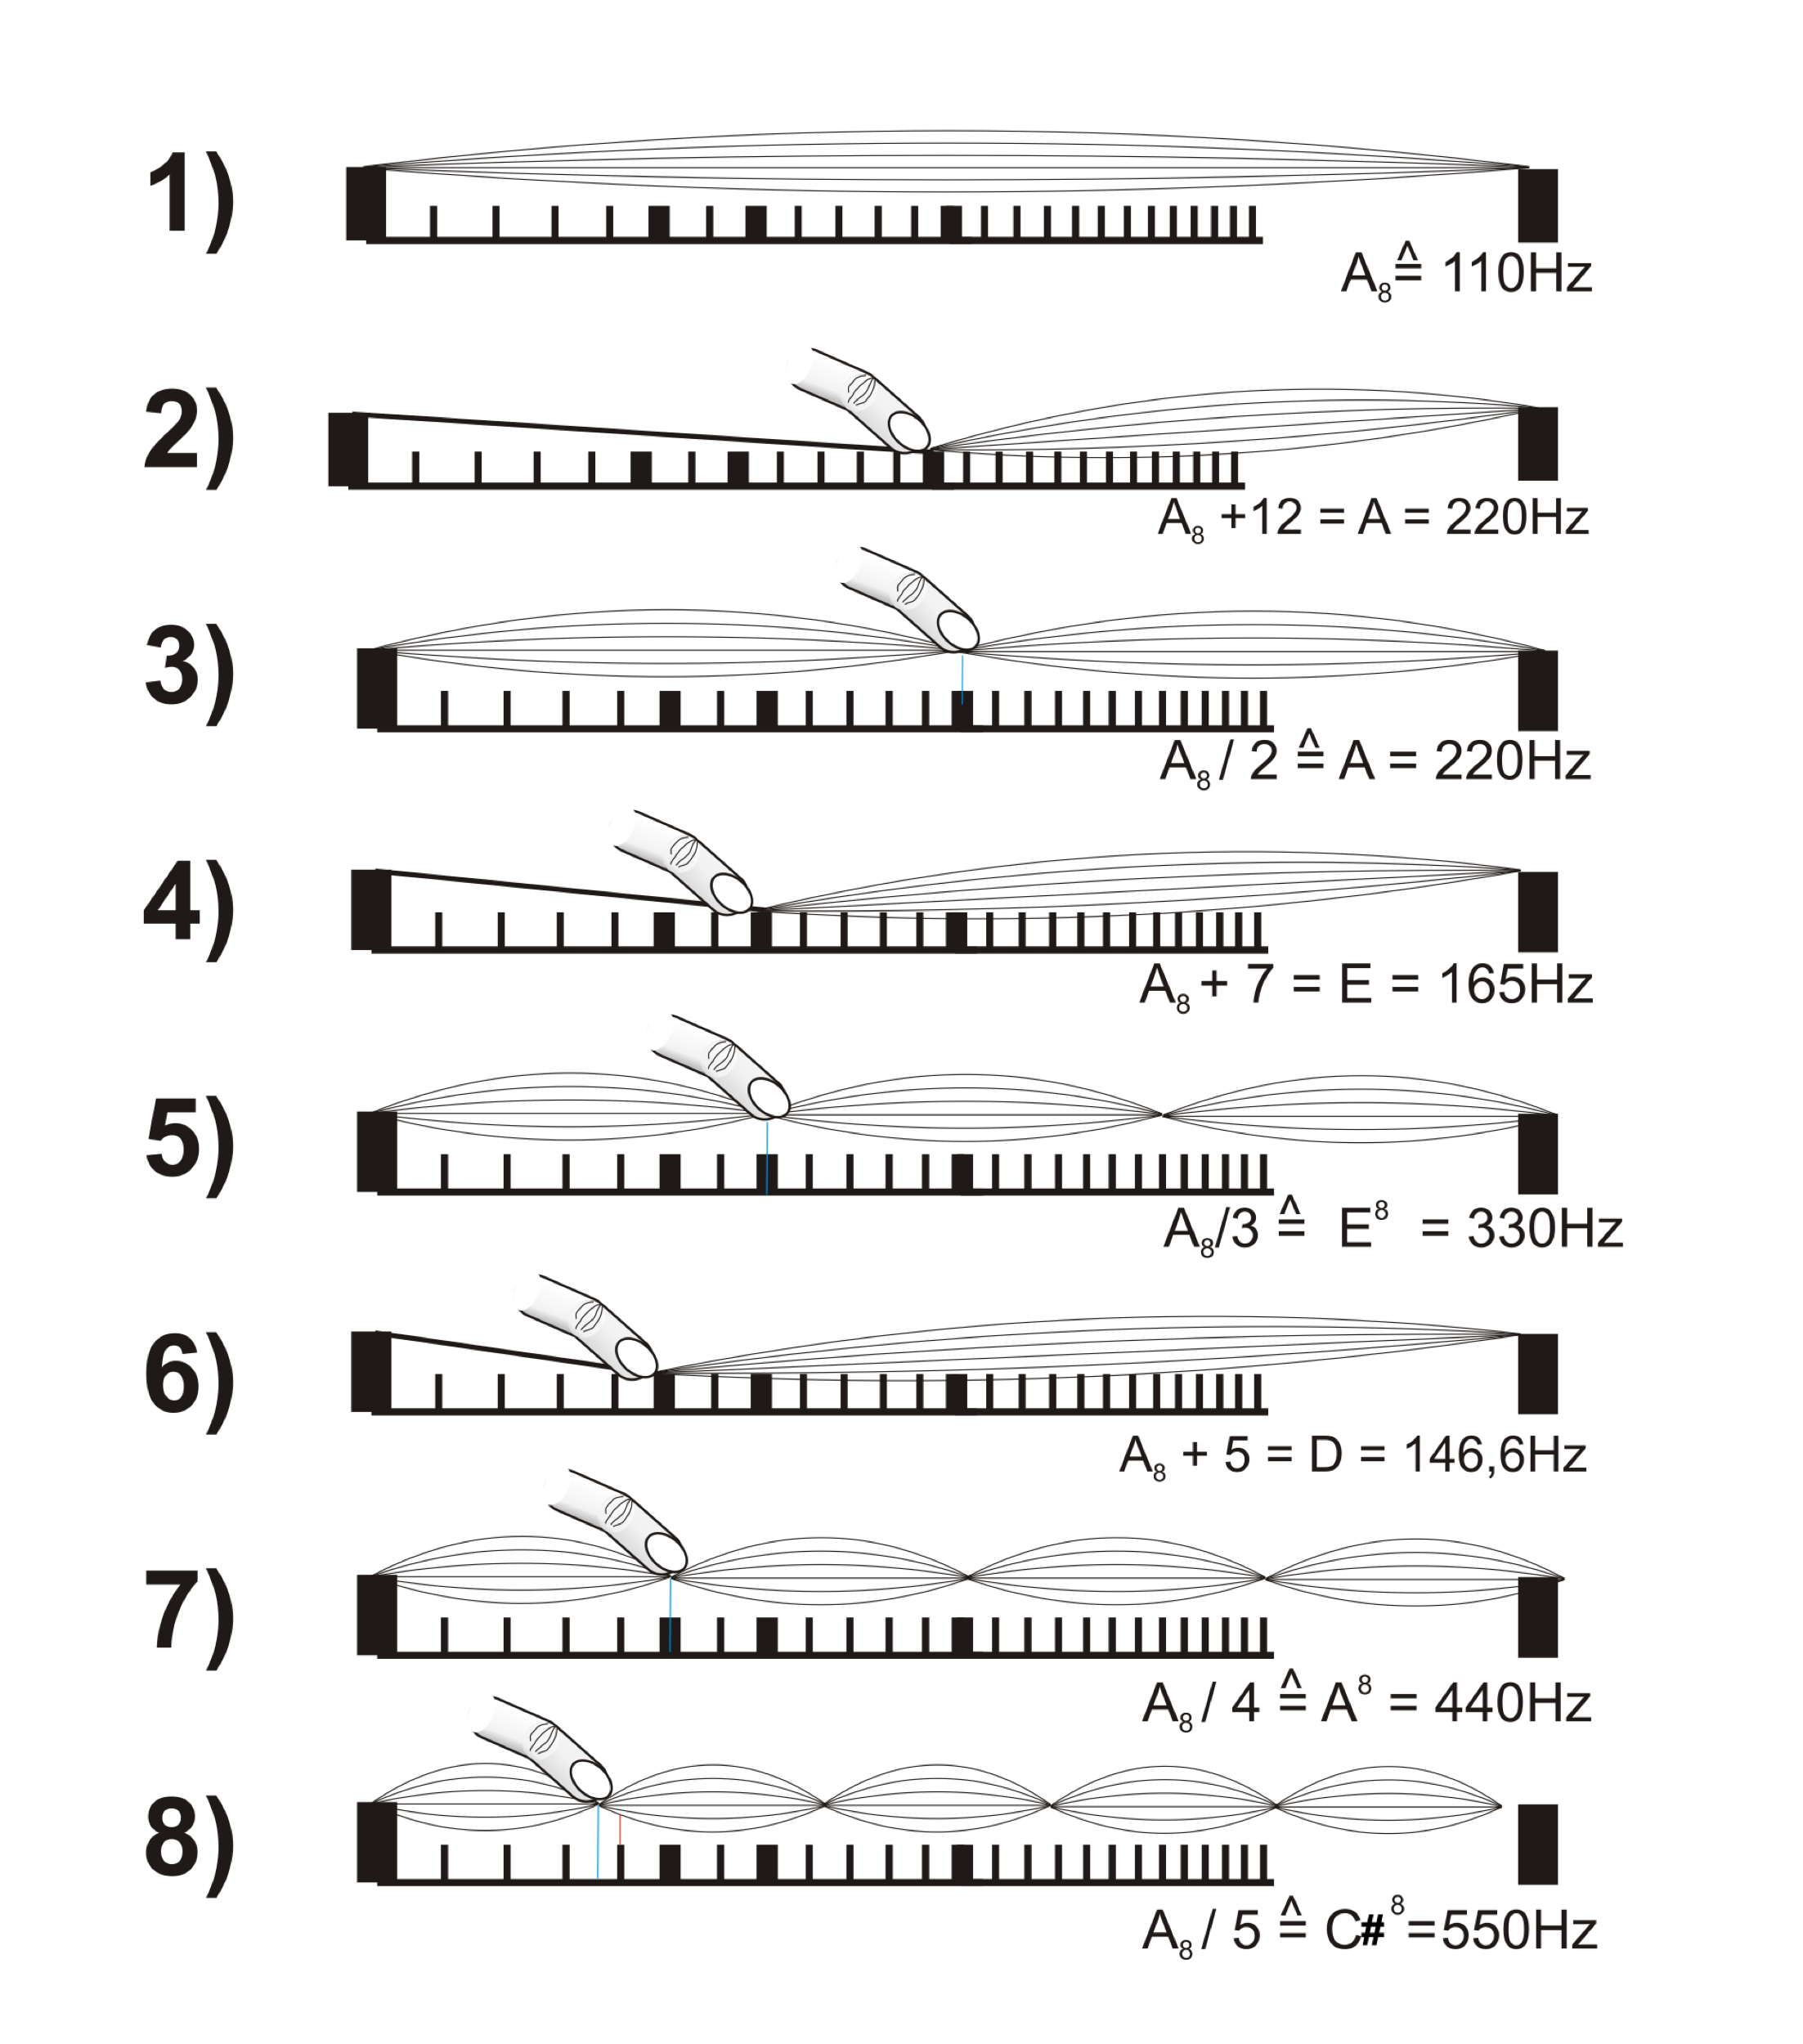 1)
A₈≙ 110Hz
2)
A₈ +12 = A = 220Hz
3)
A₈ / 2 ≙ A = 220Hz
4)
A₈ + 7 = E = 165Hz
5)
A₈/3 ≙ E⁸ = 330Hz
6)
A₈ + 5 = D = 146,6Hz
7)
A₈ / 4 ≙ A⁸ = 440Hz
8)
A₈ / 5 ≙ C#⁸=550Hz